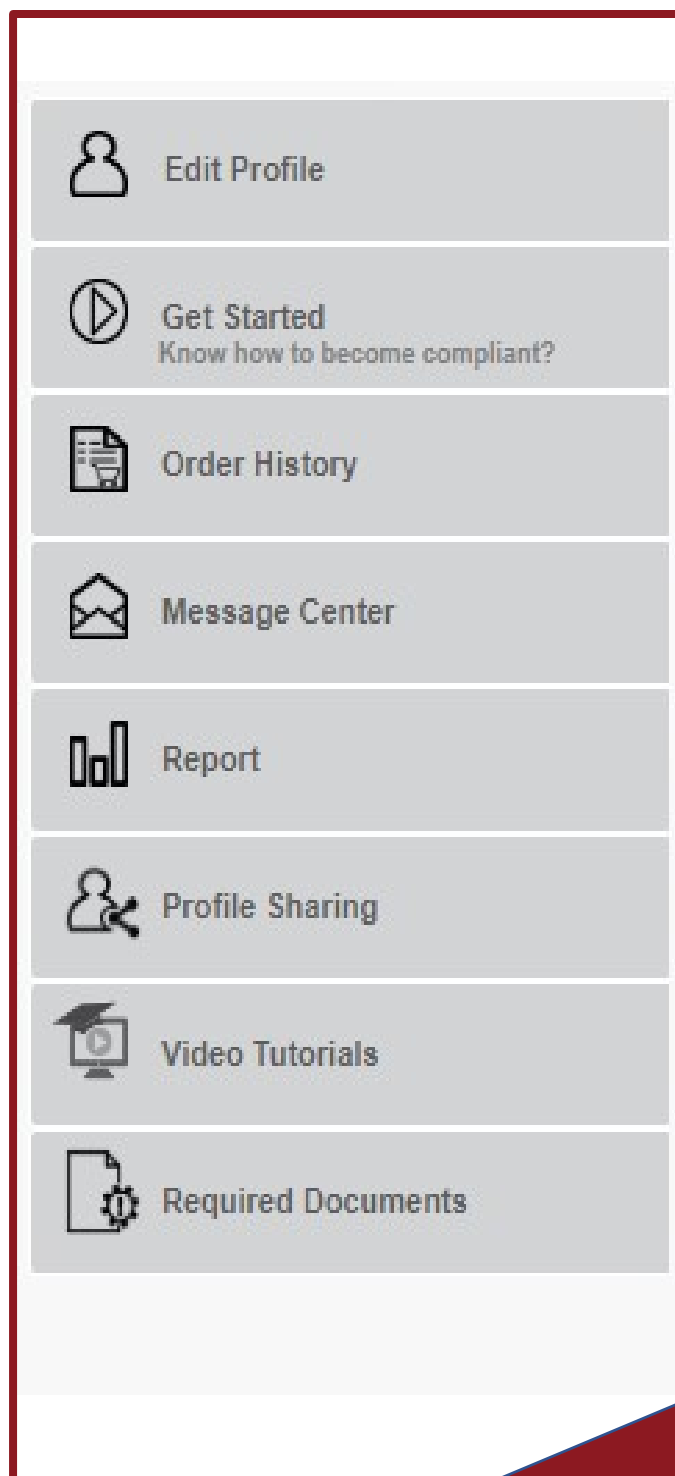 Edit Profile
Get Started
Know how to become compliant?
Order History
Message Center
Report
Profile Sharing
Video Tutorials
Required Documents